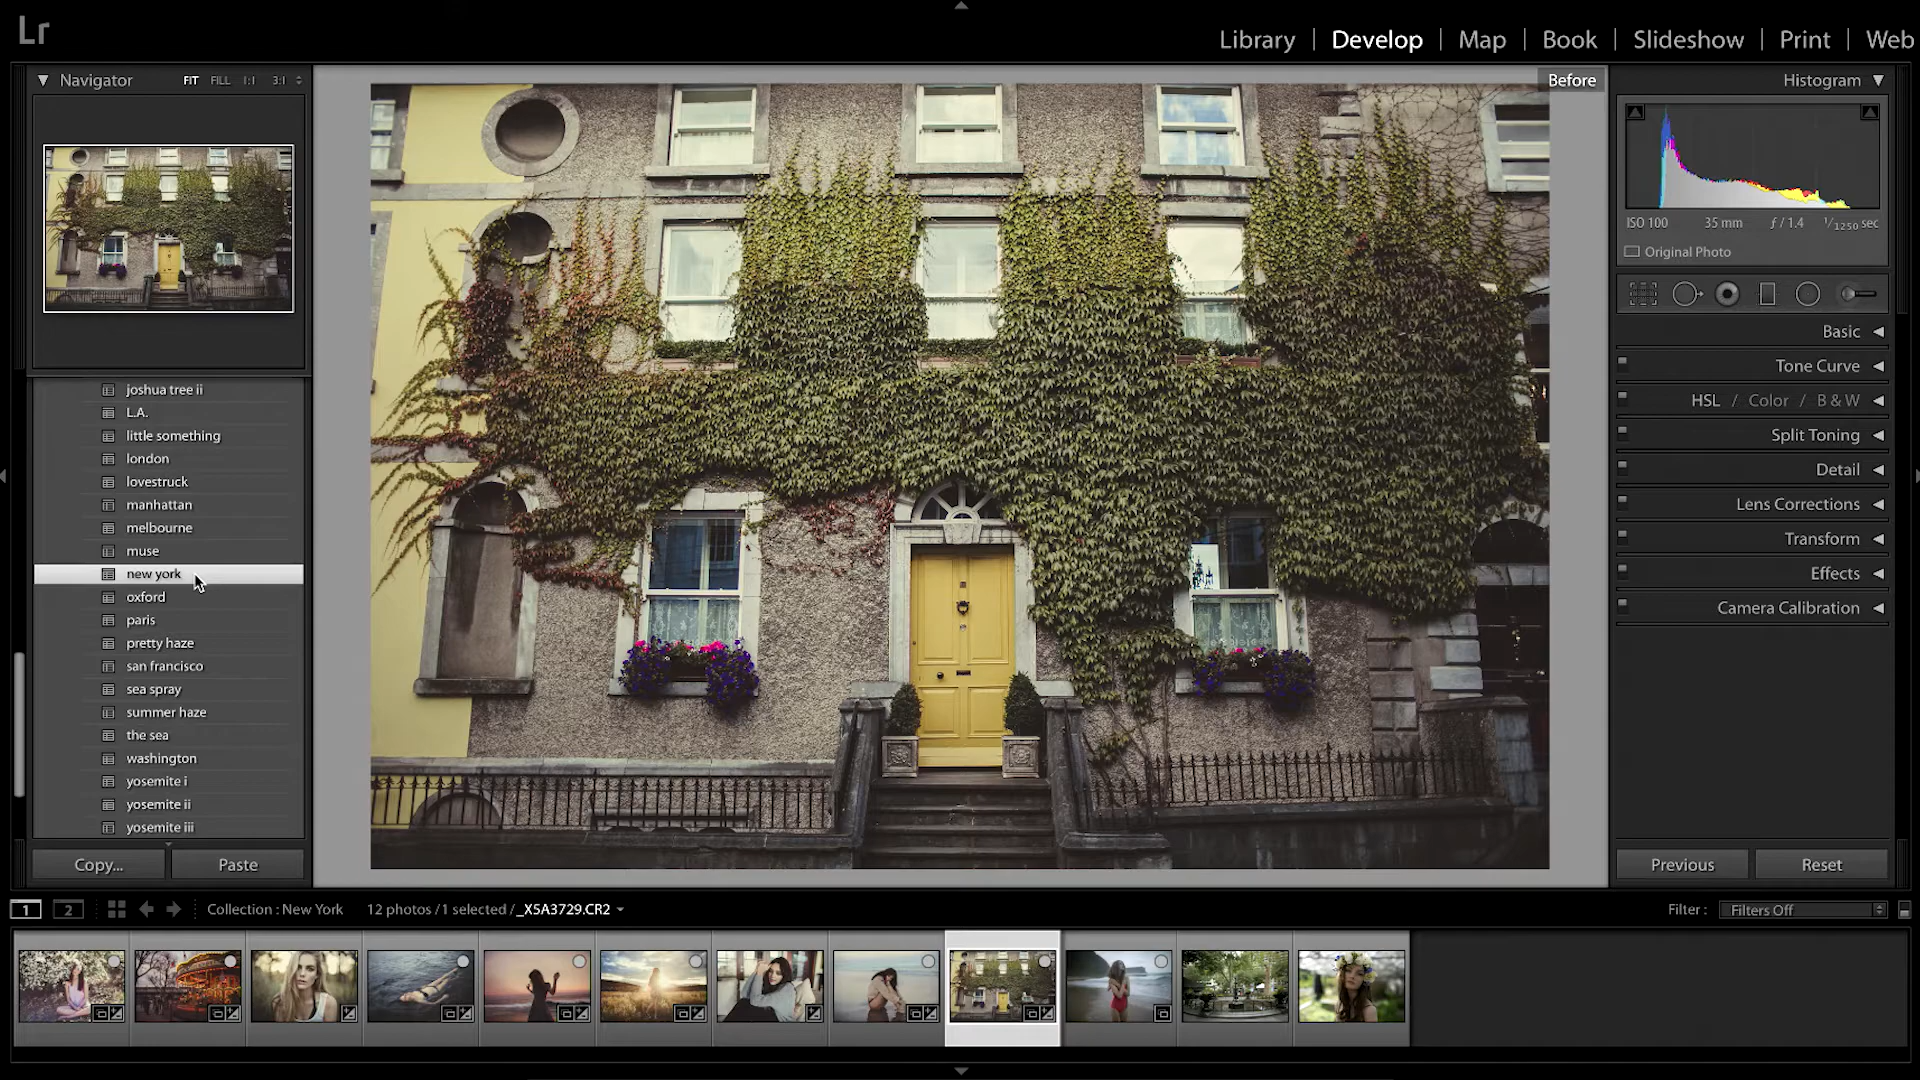 Lr
Library | Develop | Map | Book | Slideshow | Print | Web
Navigator FIT FILL 1:1 3:1
Before
Histogram
ISO 100 35 mm ƒ / 1.4 1/1250 sec
Original Photo
Basic
Tone Curve
HSL / Color / B & W
Split Toning
Detail
Lens Corrections
Transform
Effects
Camera Calibration
joshua tree ii
L.A.
little something
london
lovestruck
manhattan
melbourne
muse
new york
oxford
paris
pretty haze
san francisco
sea spray
summer haze
the sea
washington
yosemite i
yosemite ii
yosemite iii
Copy... Paste
Previous Reset
1 2 Collection : New York 12 photos / 1 selected / _X5A3729.CR2
Filter : Filters Off